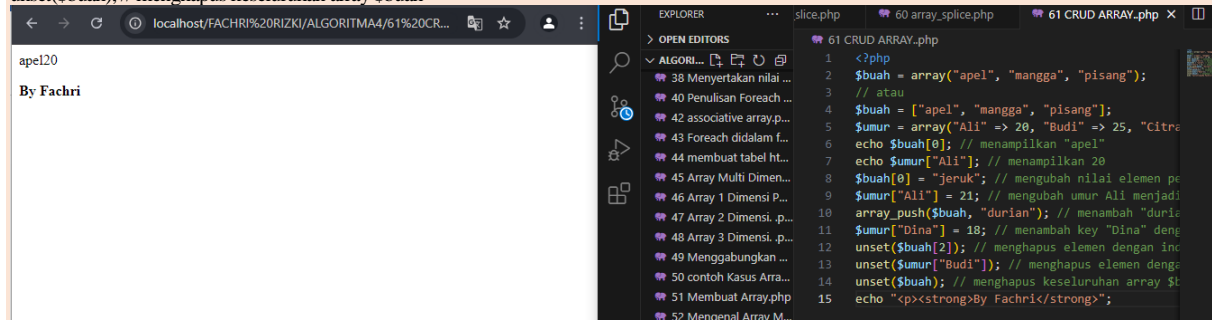 unset($buah);// menghapus keseluruhan array $buah
localhost/FACHRI%20RIZKI/ALGORITMA4/61%20CR...
apel20
By Fachri
EXPLORER
OPEN EDITORS
ALGORI...
38 Menyertakan nilai ...
40 Penulisan Foreach ...
42 associative array.p...
43 Foreach didalam f...
44 membuat tabel ht...
45 Array Multi Dimen...
46 Array 1 Dimensi P...
47 Array 2 Dimensi. .p...
48 Array 3 Dimensi. .p...
49 Menggabungkan ...
50 contoh Kasus Arra...
51 Membuat Array.php
52 Mengenal Array M...
slice.php
60 array_splice.php
61 CRUD ARRAY..php
61 CRUD ARRAY..php
1 <?php
2 $buah = array("apel", "mangga", "pisang");
3 // atau
4 $buah = ["apel", "mangga", "pisang"];
5 $umur = array("Ali" => 20, "Budi" => 25, "Citra
6 echo $buah[0]; // menampilkan "apel"
7 echo $umur["Ali"]; // menampilkan 20
8 $buah[0] = "jeruk"; // mengubah nilai elemen pe
9 $umur["Ali"] = 21; // mengubah umur Ali menjadi
10 array_push($buah, "durian"); // menambah "duria
11 $umur["Dina"] = 18; // menambah key "Dina" deng
12 unset($buah[2]); // menghapus elemen dengan ind
13 unset($umur["Budi"]); // menghapus elemen denga
14 unset($buah); // menghapus keseluruhan array $b
15 echo "<p><strong>By Fachri</strong>";